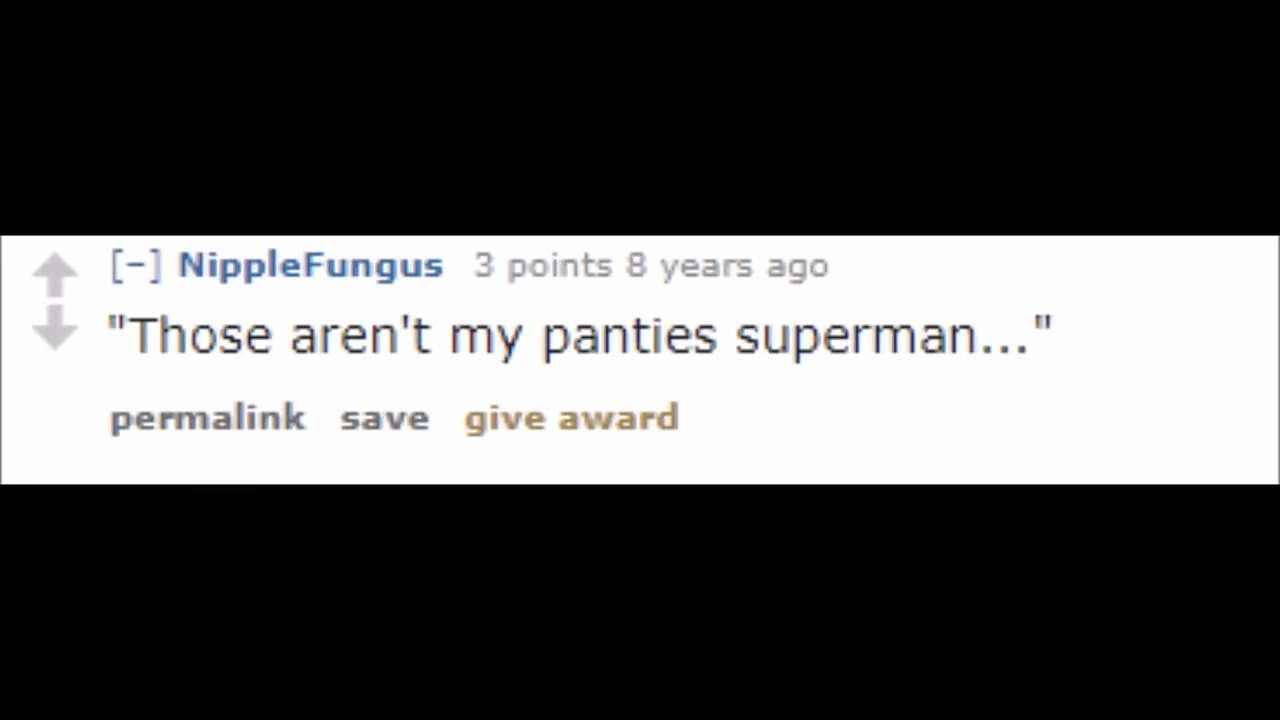 [–] NippleFungus 3 points 8 years ago
"Those aren't my panties superman..."
permalink save give award